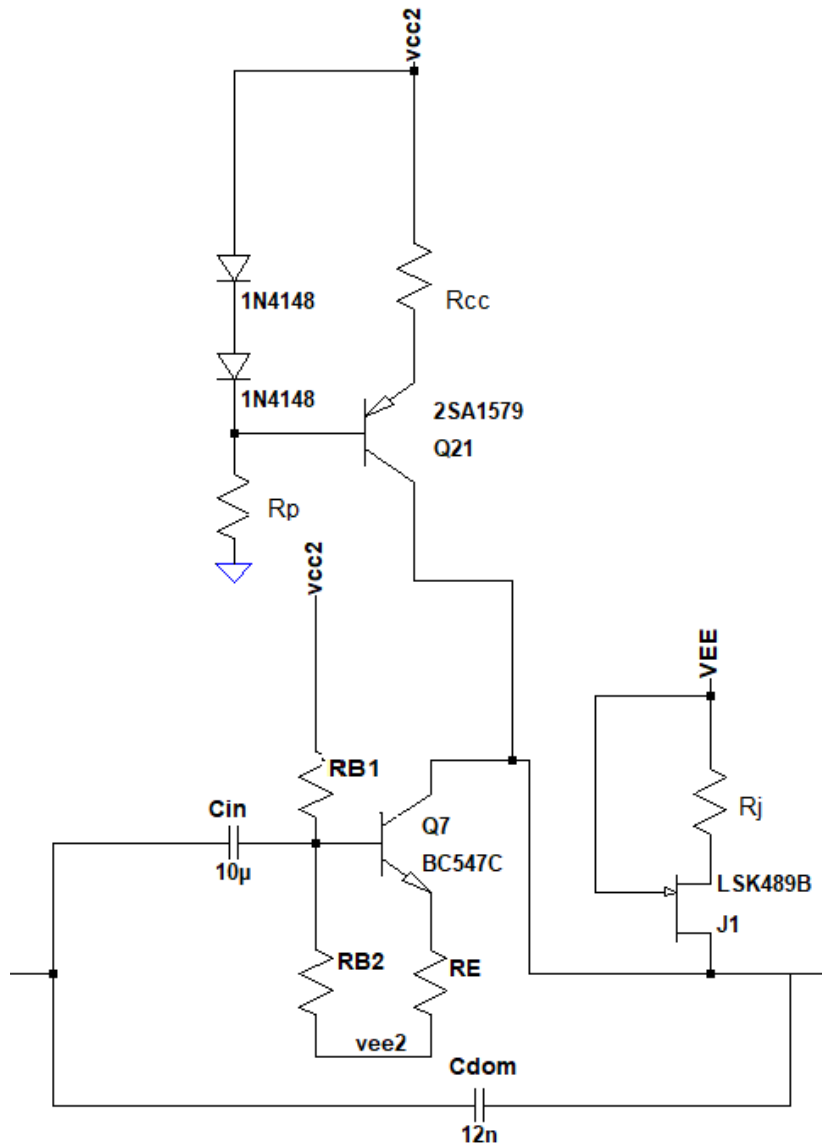 vcc2
1N4148
Rcc
1N4148
2SA1579
Q21
Rp
vcc2
VEE
RB1
Cin
10µ
Q7
BC547C
Rj
LSK489B
J1
RB2
RE
vee2
Cdom
12n